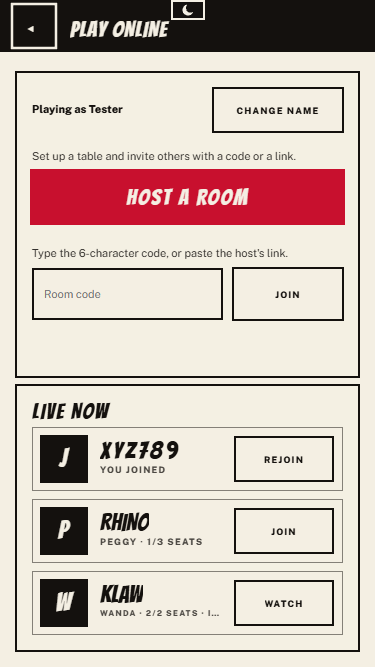 PLAY ONLINE
Playing as Tester
CHANGE NAME
Set up a table and invite others with a code or a link.
HOST A ROOM
Type the 6-character code, or paste the host's link.
Room code
JOIN
LIVE NOW
J
XYZ789
YOU JOINED
REJOIN
P
RHINO
PEGGY · 1/3 SEATS
JOIN
W
KLAW
WANDA · 2/2 SEATS · I...
WATCH